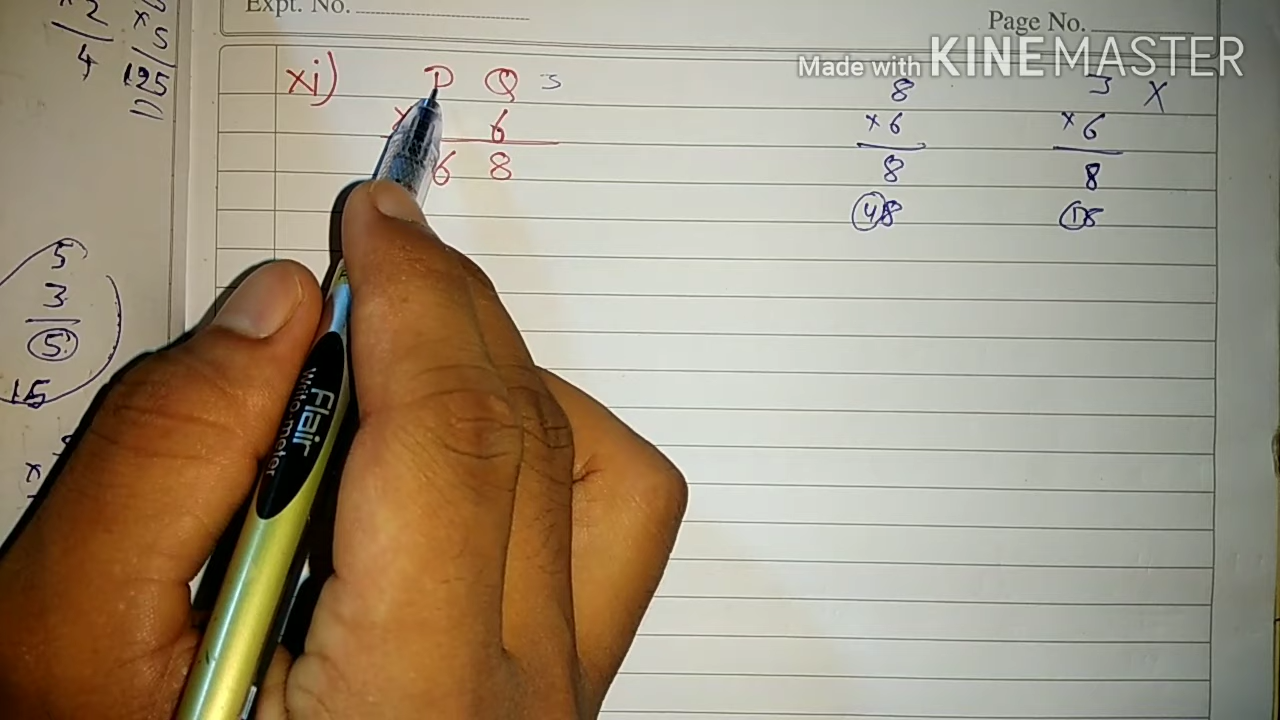 Expt. No.
Page No.
Made with KINEMASTER
xi) P Q 3
6
6 8
8
× 6
8
48
3 X
× 6
8
18
2
4
× 5
125
5
3
5
15
×
Flair
Writometer